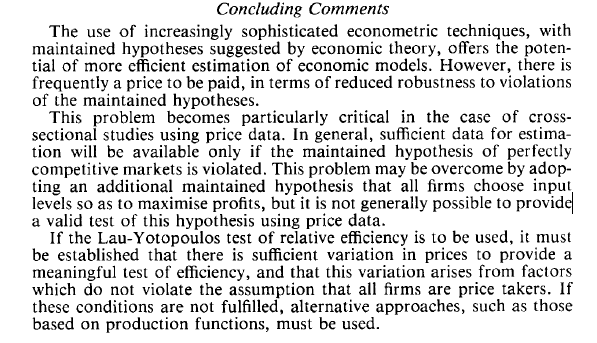 Concluding Comments
The use of increasingly sophisticated econometric techniques, with
maintained hypotheses suggested by economic theory, offers the poten-
tial of more efficient estimation of economic models. However, there is
frequently a price to be paid, in terms of reduced robustness to violations
of the maintained hypotheses.
This problem becomes particularly critical in the case of cross-
sectional studies using price data. In general, sufficient data for estima-
tion will be available only if the maintained hypothesis of perfectly
competitive markets is violated. This problem may be overcome by adop-
ting an additional maintained hypothesis that all firms choose input
levels so as to maximise profits, but it is not generally possible to provide
a valid test of this hypothesis using price data.
If the Lau-Yotopoulos test of relative efficiency is to be used, it must
be established that there is sufficient variation in prices to provide a
meaningful test of efficiency, and that this variation arises from factors
which do not violate the assumption that all firms are price takers. If
these conditions are not fulfilled, alternative approaches, such as those
based on production functions, must be used.